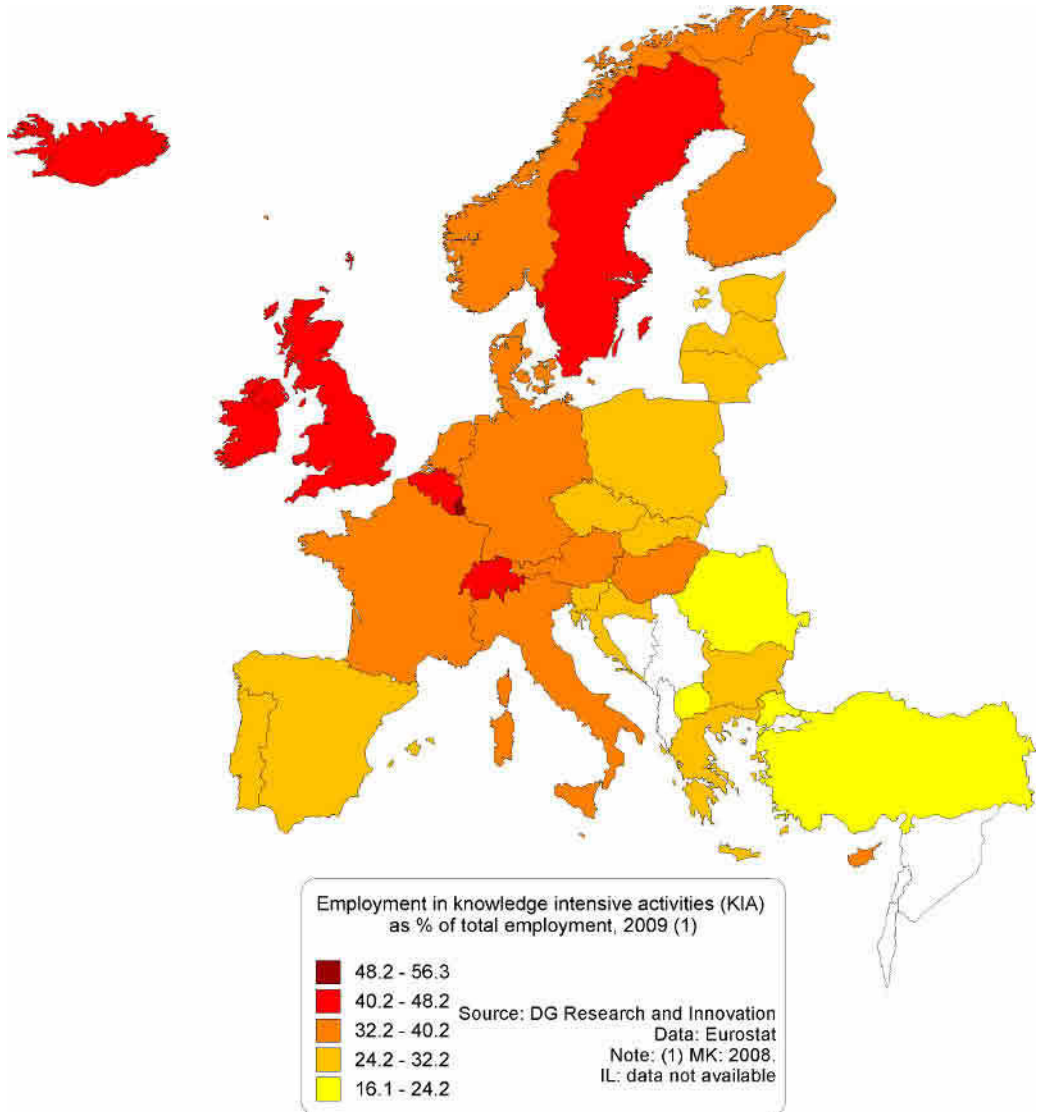 Employment in knowledge intensive activities (KIA)
as % of total employment, 2009 (1)
48.2 - 56.3
40.2 - 48.2
32.2 - 40.2
24.2 - 32.2
16.1 - 24.2
Source: DG Research and Innovation
Data: Eurostat
Note: (1) MK: 2008.
IL: data not available